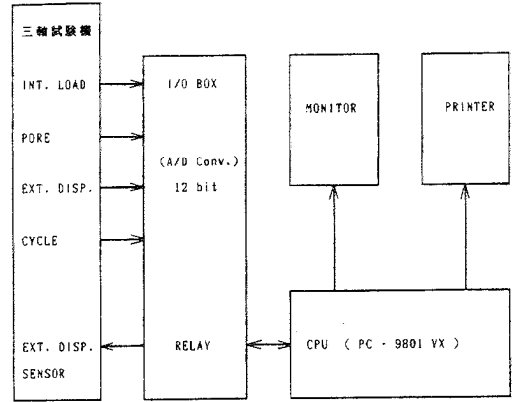 三軸試験機
INT. LOAD
PORE
EXT. DISP.
CYCLE
EXT. DISP.
SENSOR
I/O BOX
(A/D Conv.)
12 bit
RELAY
MONITOR
PRINTER
CPU ( PC - 9801 VX )